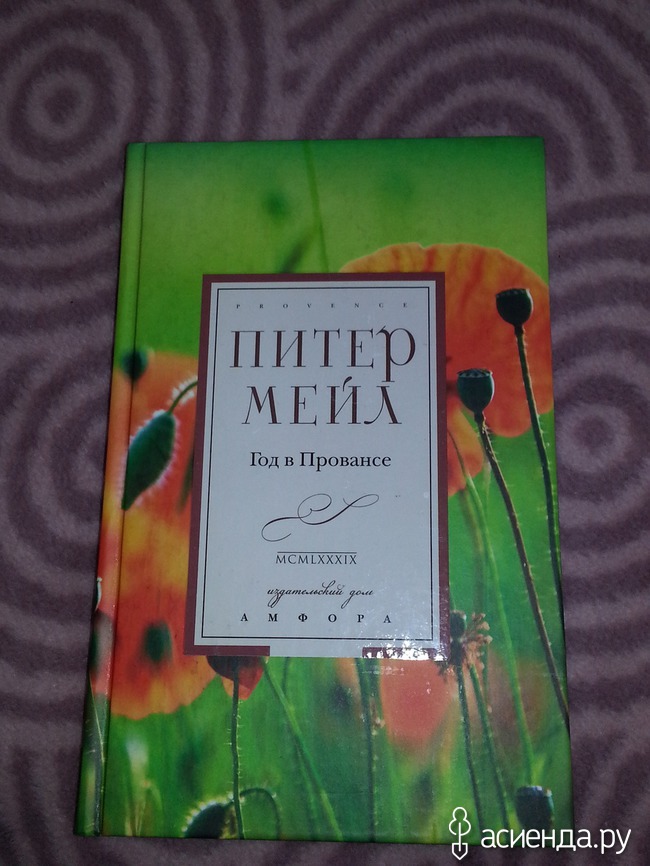 PROVENCE
ПИТЕР
МЕЙЛ
Год в Провансе
MCMLXXXIX
издательский дом
АМФОРА
асиенда.ру